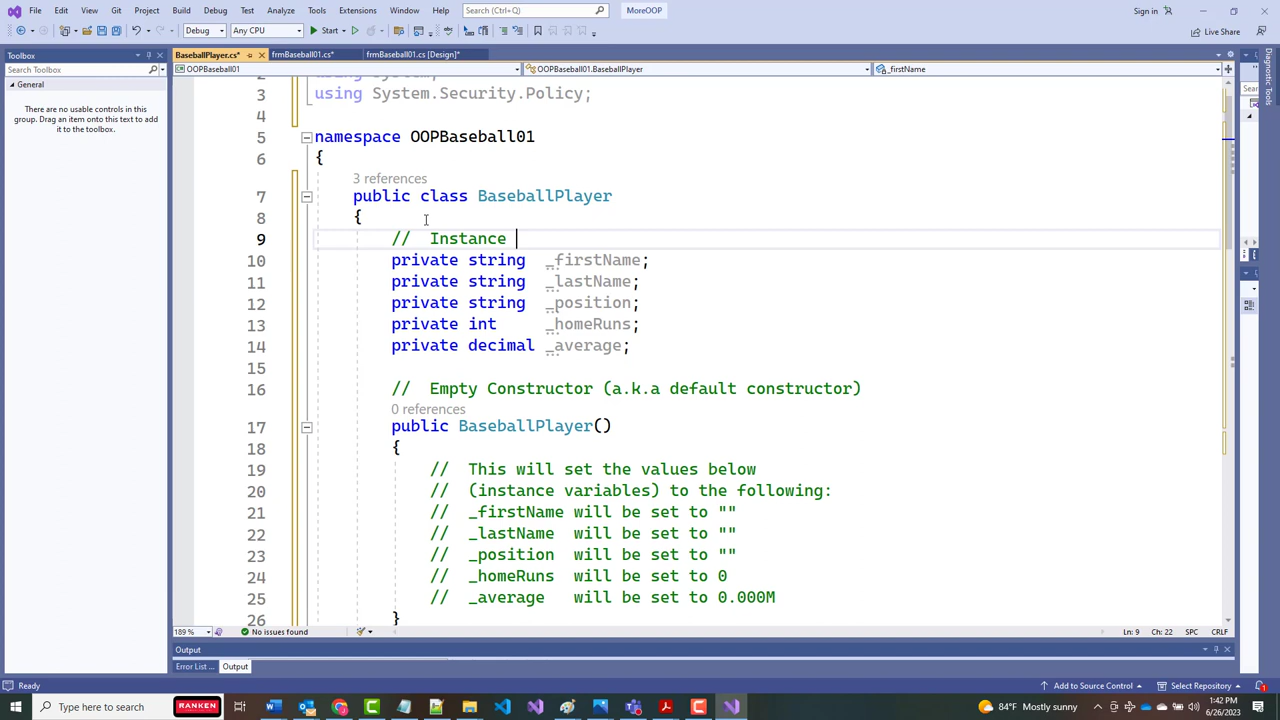 File Edit View Git Project Build Debug Test Analyze Tools Extensions Window Help Search (Ctrl+Q) MoreOOP Sign in
Debug Any CPU Start Live Share
Toolbox
Search Toolbox
General
There are no usable controls in this
group. Drag an item onto this text to add
it to the toolbox.
BaseballPlayer.cs* frmBaseball01.cs* frmBaseball01.cs [Design]*
OOPBaseball01 OOPBaseball01.BaseballPlayer _firstName
3 using System.Security.Policy;
4
5 namespace OOPBaseball01
6 {
3 references
7 public class BaseballPlayer
8 {
9 // Instance
10 private string _firstName;
11 private string _lastName;
12 private string _position;
13 private int _homeRuns;
14 private decimal _average;
15
16 // Empty Constructor (a.k.a default constructor)
0 references
17 public BaseballPlayer()
18 {
19 // This will set the values below
20 // (instance variables) to the following:
21 // _firstName will be set to ""
22 // _lastName will be set to ""
23 // _position will be set to ""
24 // _homeRuns will be set to 0
25 // _average will be set to 0.000M
26 }
189 % No issues found Ln: 9 Ch: 22 SPC CRLF
Output
Error List ... Output
Ready Add to Source Control Select Repository
Type here to search RANKEN 84°F Mostly sunny 1:42 PM
6/26/2023
Diagnostic Tools